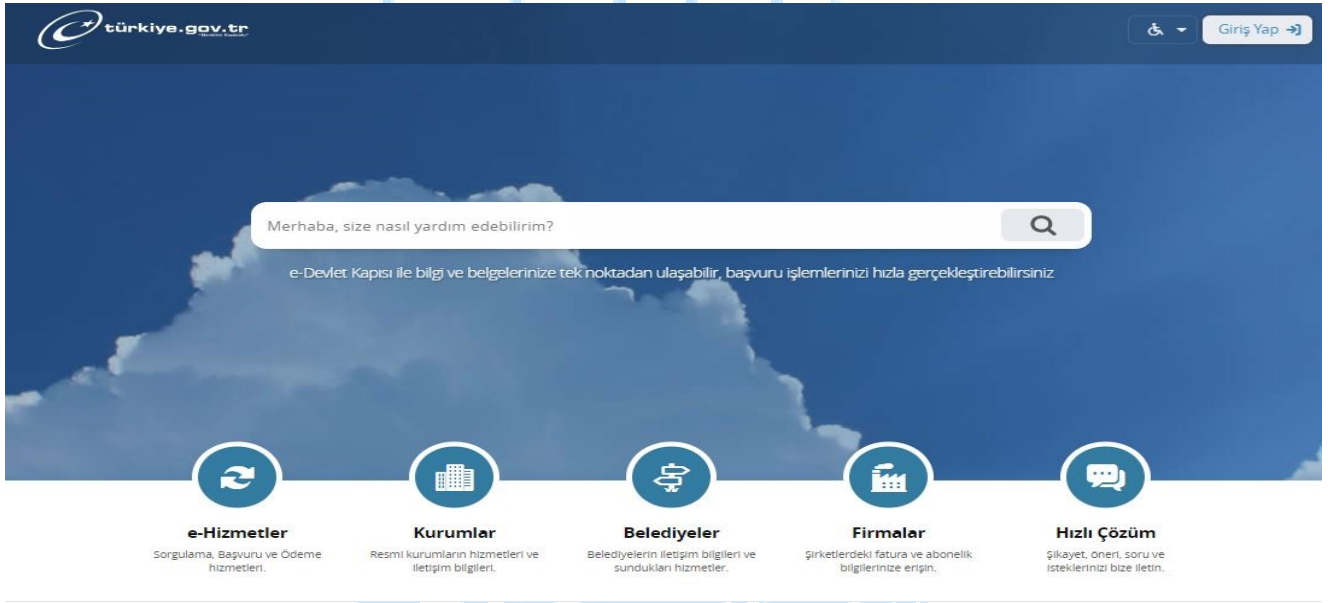 türkiye.gov.tr
Giriş Yap
Merhaba, size nasıl yardım edebilirim?
e-Devlet Kapısı ile bilgi ve belgelerinize tek noktadan ulaşabilir, başvuru işlemlerinizi hızla gerçekleştirebilirsiniz
e-Hizmetler
Sorgulama, Başvuru ve Ödeme
hizmetleri.
Kurumlar
Resmi kurumların hizmetleri ve
iletişim bilgileri.
Belediyeler
Belediyelerin iletişim bilgileri ve
sundukları hizmetler.
Firmalar
Şirketlerdeki fatura ve abonelik
bilgilerinize erişin.
Hızlı Çözüm
Şikayet, öneri, soru ve
isteklerinizi bize iletin.